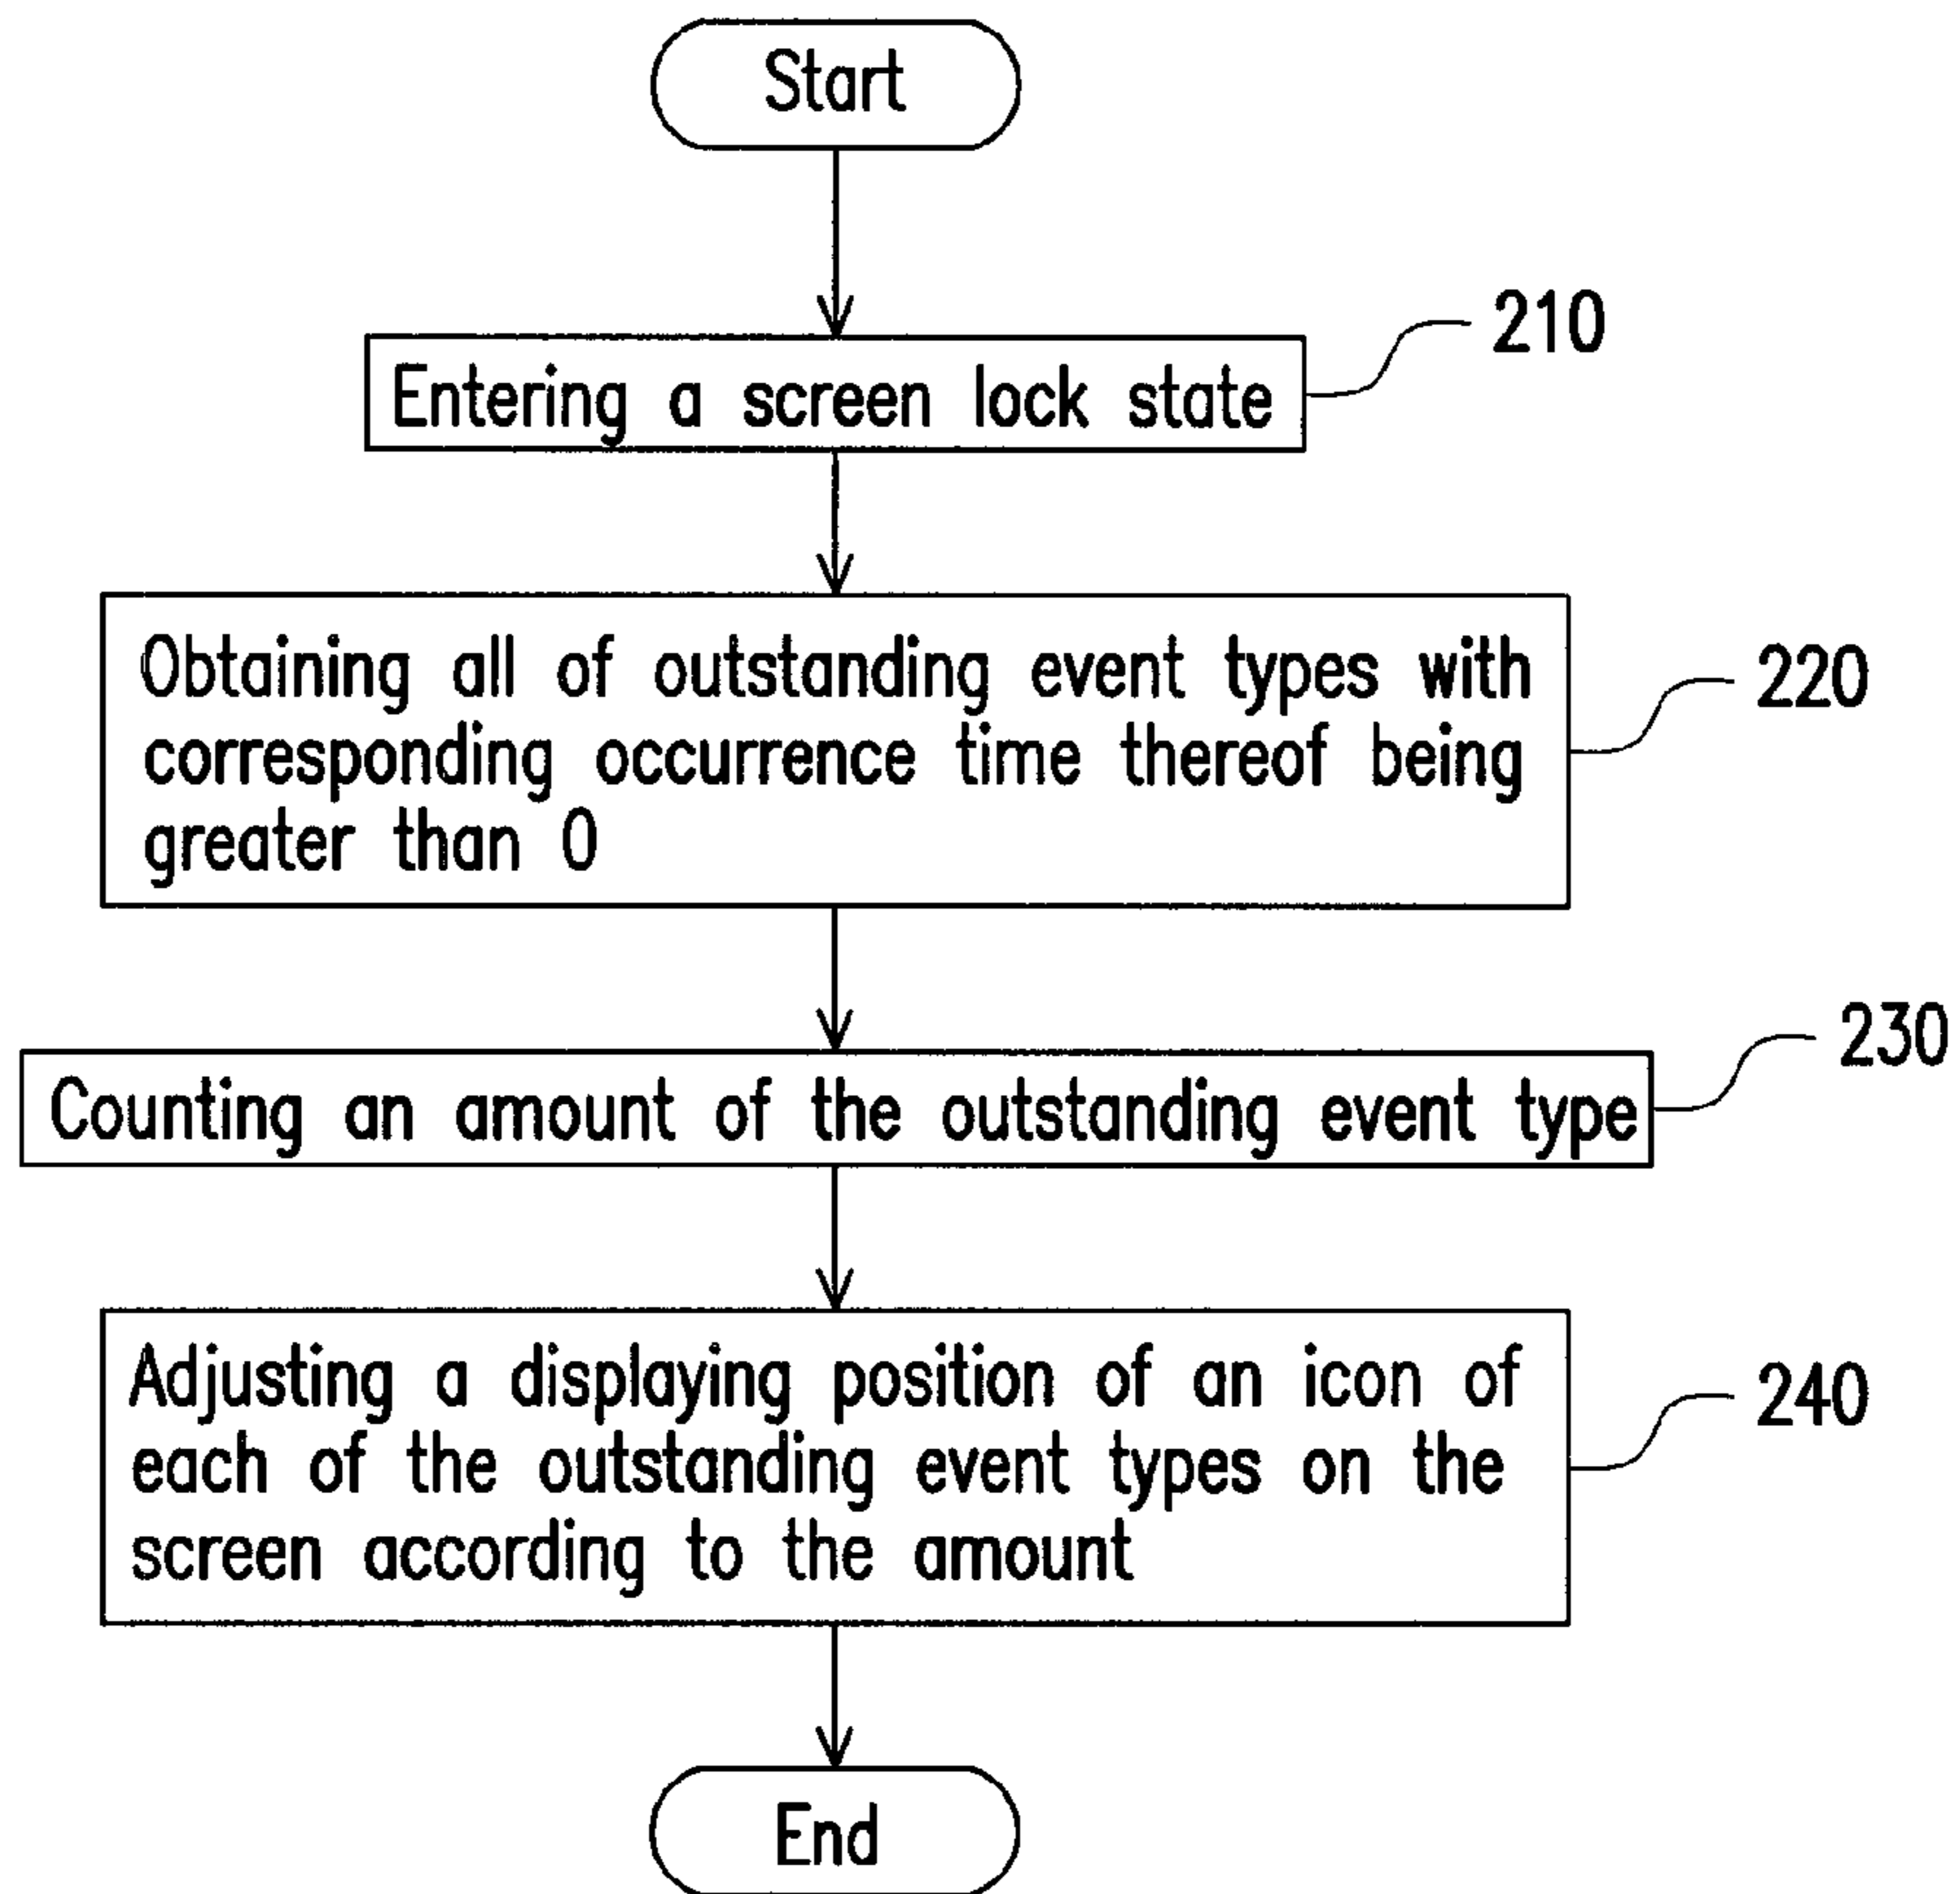 Start
210
Entering a screen lock state
220
Obtaining all of outstanding event types with
corresponding occurrence time thereof being
greater than 0
230
Counting an amount of the outstanding event type
240
Adjusting a displaying position of an icon of
each of the outstanding event types on the
screen according to the amount
End